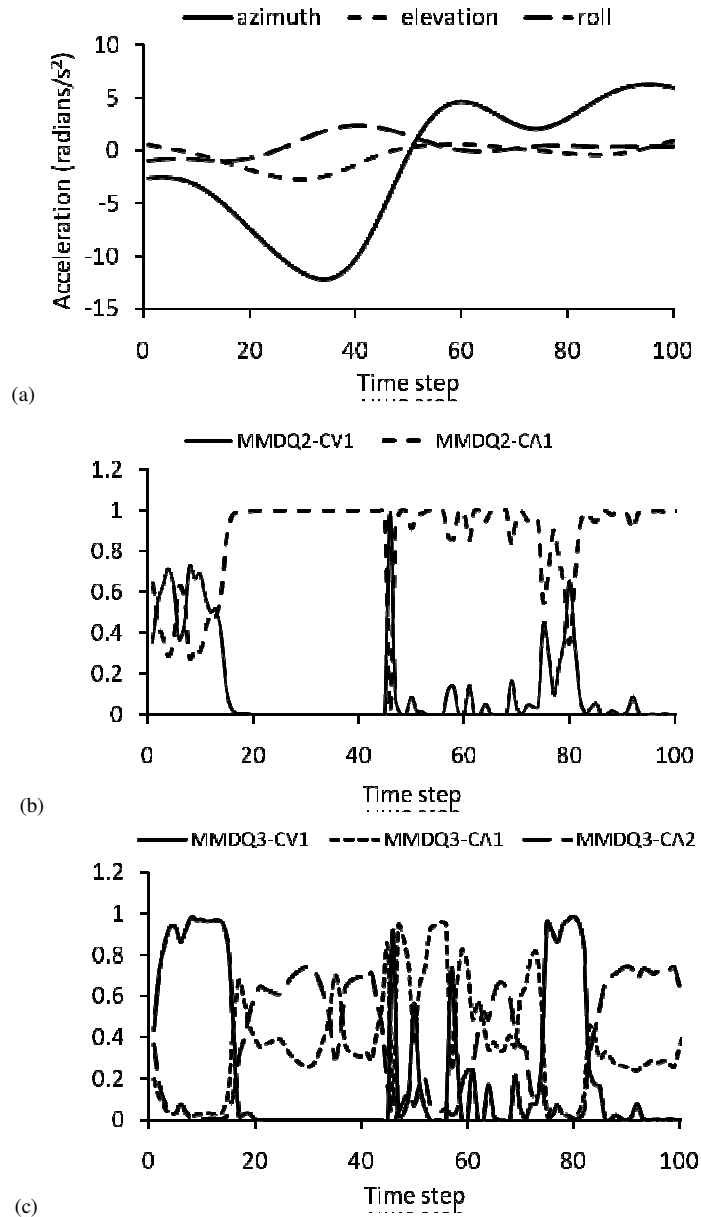 azimuth elevation roll
10
5
0
-5
-10
-15
Acceleration (radians/s²)
0 20 40 60 80 100
Time step
(a)
MMDQ2-CV1 MMDQ2-CA1
1.2
1
0.8
0.6
0.4
0.2
0
0 20 40 60 80 100
Time step
(b)
MMDQ3-CV1 MMDQ3-CA1 MMDQ3-CA2
1.2
1
0.8
0.6
0.4
0.2
0
0 20 40 60 80 100
Time step
(c)